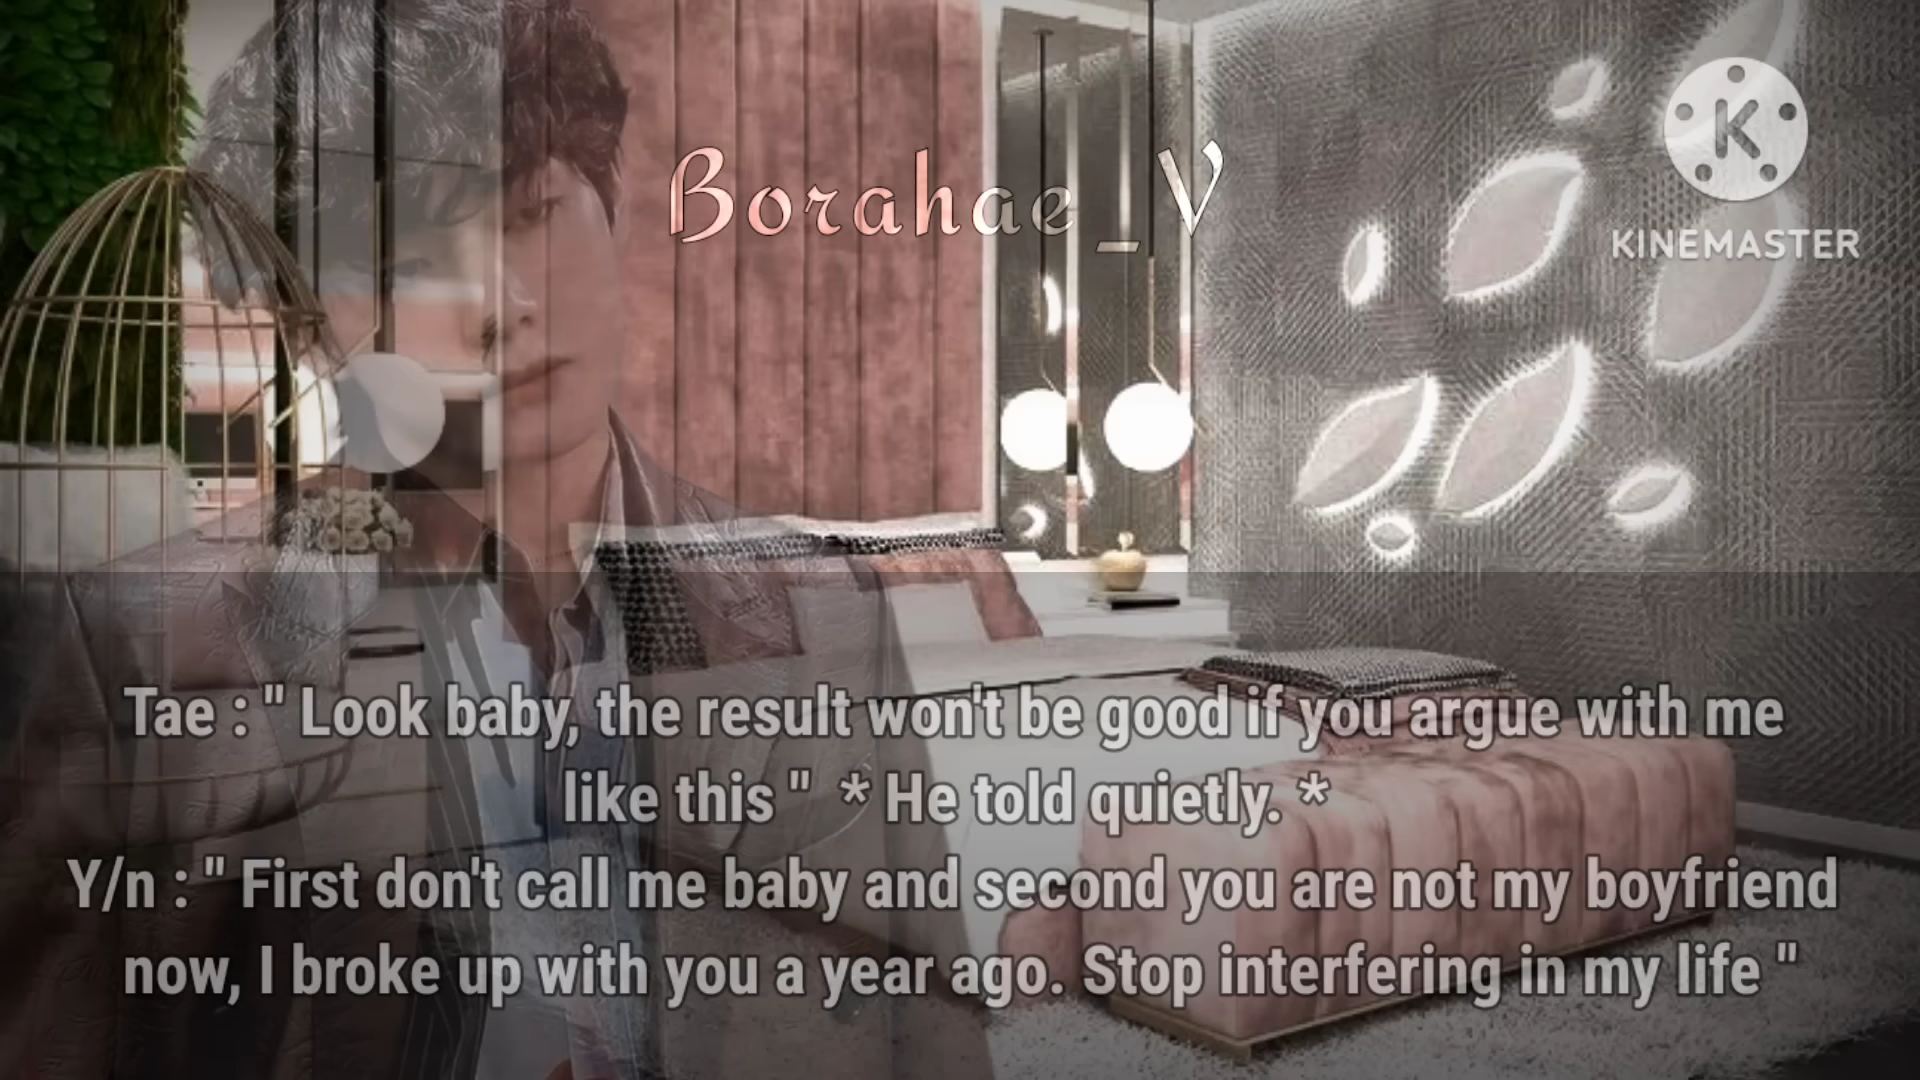 Borahae_V
KINEMASTER
Tae : " Look baby, the result won't be good if you argue with me
like this " * He told quietly. *
Y/n : " First don't call me baby and second you are not my boyfriend
now, I broke up with you a year ago. Stop interfering in my life "